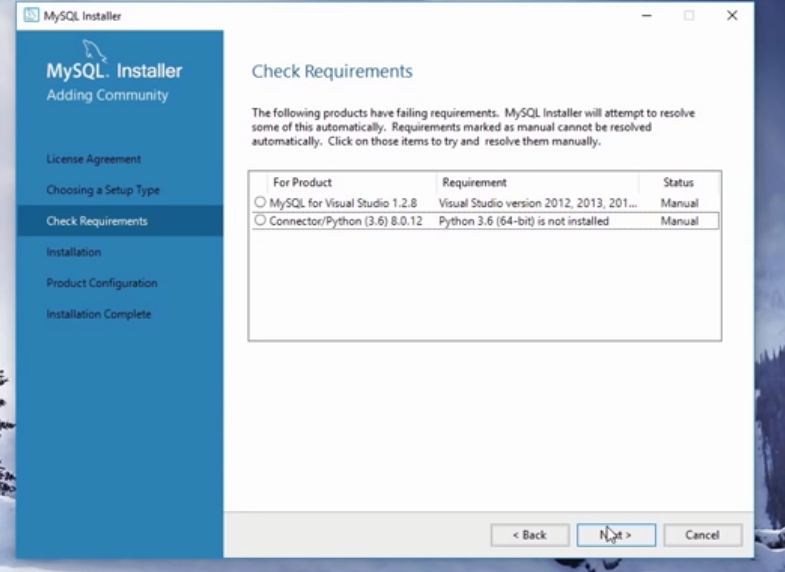 MySQL Installer
MySQL. Installer
Adding Community
License Agreement
Choosing a Setup Type
Check Requirements
Installation
Product Configuration
Installation Complete
Check Requirements
The following products have failing requirements. MySQL Installer will attempt to resolve
some of this automatically. Requirements marked as manual cannot be resolved
automatically. Click on those items to try and resolve them manually.
For Product Requirement Status
MySQL for Visual Studio 1.2.8 Visual Studio version 2012, 2013, 201... Manual
Connector/Python (3.6) 8.0.12 Python 3.6 (64-bit) is not installed Manual
< Back Next > Cancel